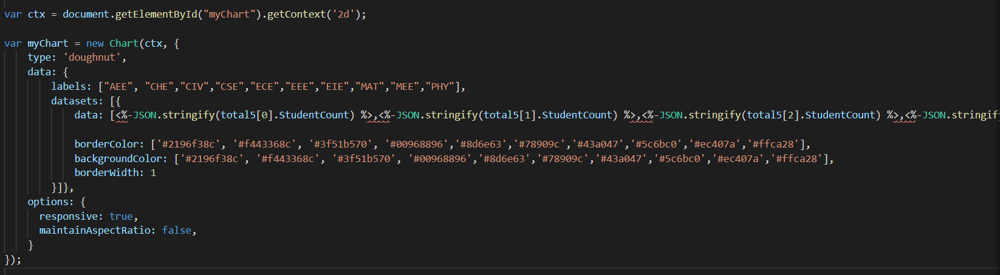 var ctx = document.getElementById("myChart").getContext('2d');
var myChart = new Chart(ctx, {
type: 'doughnut',
data: {
labels: ["AEE", "CHE","CIV","CSE","ECE","EEE","EIE","MAT","MEE","PHY"],
datasets: [{
data: [<%-JSON.stringify(total5[0].StudentCount) %>,<%-JSON.stringify(total5[1].StudentCount) %>,<%-JSON.stringify(total5[2].StudentCount) %>,<%-JSON.stringif
borderColor: ['#2196f38c', '#f443368c', '#3f51b570', '#00968896','#8d6e63','#78909c','#43a047','#5c6bc0','#ec407a','#ffca28'],
backgroundColor: ['#2196f38c', '#f443368c', '#3f51b570', '#00968896','#8d6e63','#78909c','#43a047','#5c6bc0','#ec407a','#ffca28'],
borderWidth: 1
}]},
options: {
responsive: true,
maintainAspectRatio: false,
}
});